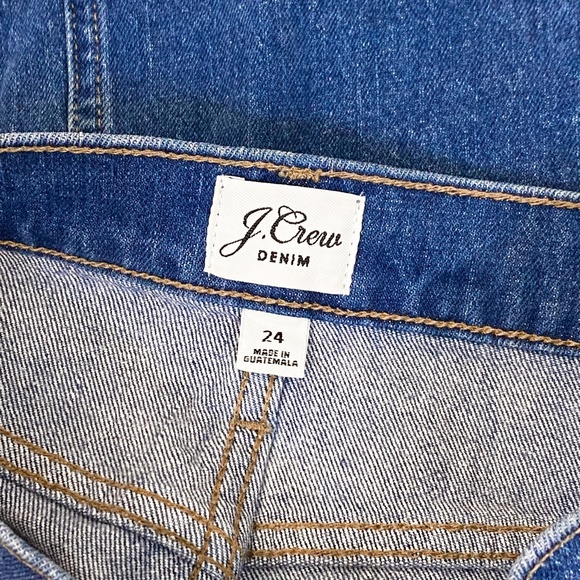 J.Crew
DENIM
24
MADE IN
GUATEMALA